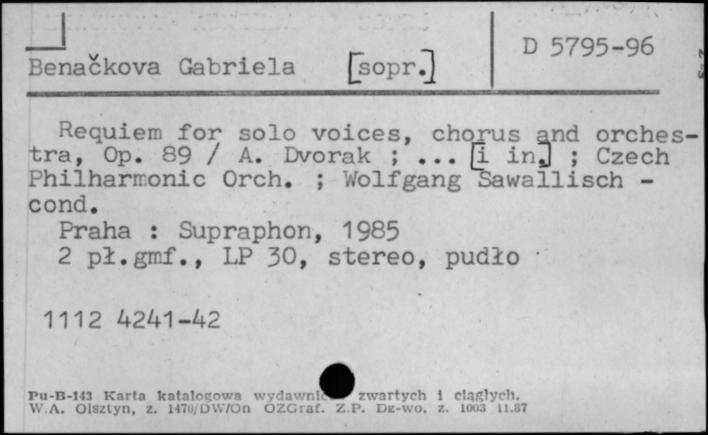 D 5795-96
Benačkova Gabriela [sopr.]
Requiem for solo voices, chorus and orches-
tra, Op. 89 / A. Dvorak ; ... [i in.] ; Czech
Philharmonic Orch. ; Wolfgang Sawallisch -
cond.
Praha : Supraphon, 1985
2 pł.gmf., LP 30, stereo, pudło
1112 4241-42
Pu-B-143 Karta katalogowa zwartych i ciągłych.
W.A. Olsztyn, z. 1470/DW/On OZGraf. Z.P. Dz-wo, z. 1003 11.87